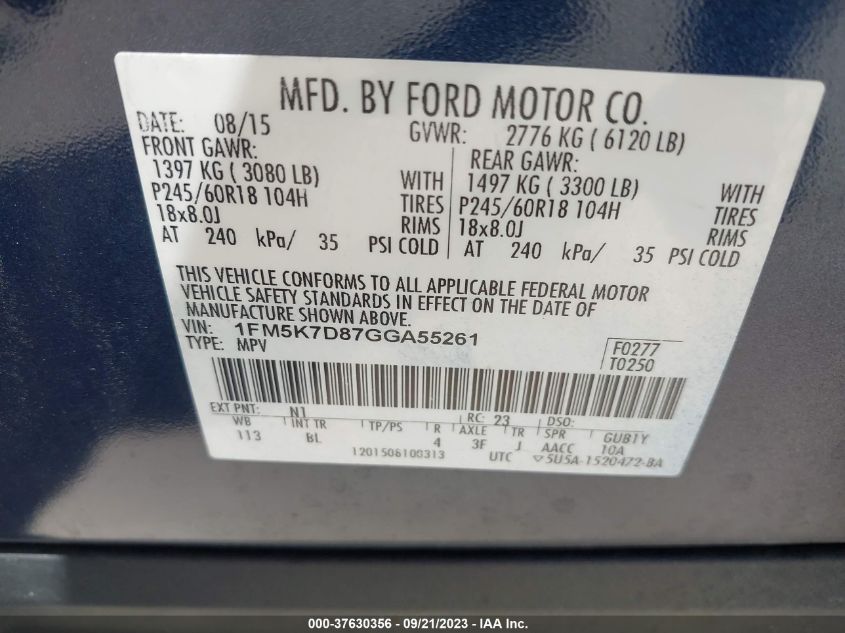 MFD. BY FORD MOTOR CO.
DATE: 08/15 GVWR: 2776 KG ( 6120 LB)
FRONT GAWR: REAR GAWR:
1397 KG ( 3080 LB) WITH 1497 KG ( 3300 LB) WITH
P245/60R18 104H TIRES P245/60R18 104H TIRES
18x8.0J RIMS 18x8.0J RIMS
AT 240 kPa/ 35 PSI COLD AT 240 kPa/ 35 PSI COLD
THIS VEHICLE CONFORMS TO ALL APPLICABLE FEDERAL MOTOR
VEHICLE SAFETY STANDARDS IN EFFECT ON THE DATE OF
MANUFACTURE SHOWN ABOVE.
VIN: 1FM5K7D87GGA55261
TYPE: MPV
F0277
T0250
EXT PNT: N1 RC: 23 DSO:
WB INT TR TP/PS R AXLE TR SPR GUB1Y
113 BL 4 3F J AACC 10A
1201508100313 UTC ▽5U5A-1520472-BA
000-37630356 - 09/21/2023 - IAA Inc.